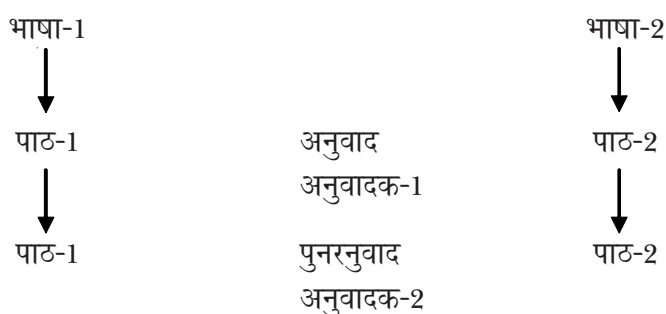 भाषा-1 भाषा-2
पाठ-1 अनुवाद पाठ-2
अनुवादक-1
पाठ-1 पुनरनुवाद पाठ-2
अनुवादक-2